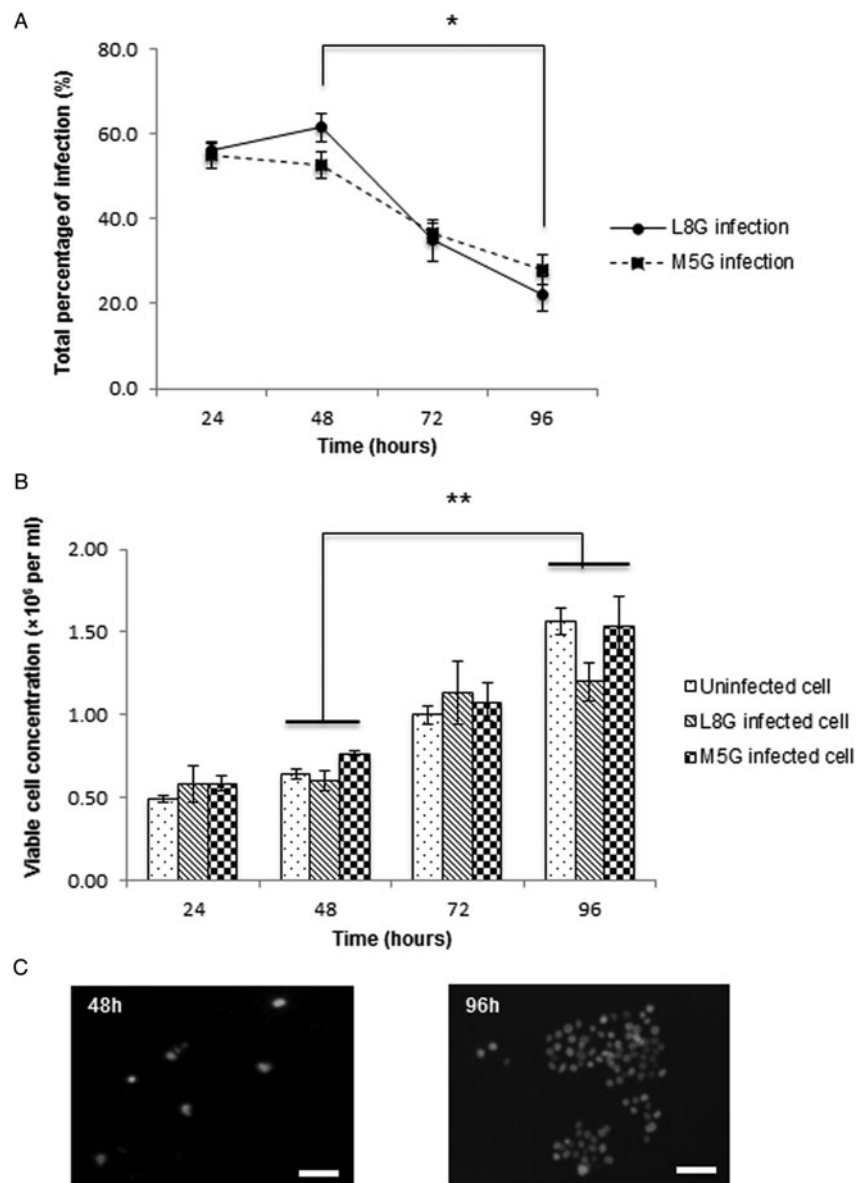 A
*
80.0
60.0
40.0
20.0
0.0
Total percentage of infection (%)
24 48 72 96
Time (hours)
L8G infection
M5G infection
B
**
2.00
1.50
1.00
0.50
0.00
Viable cell concentration (×10⁶ per ml)
24 48 72 96
Time (hours)
Uninfected cell
L8G infected cell
M5G infected cell
C
48h
96h